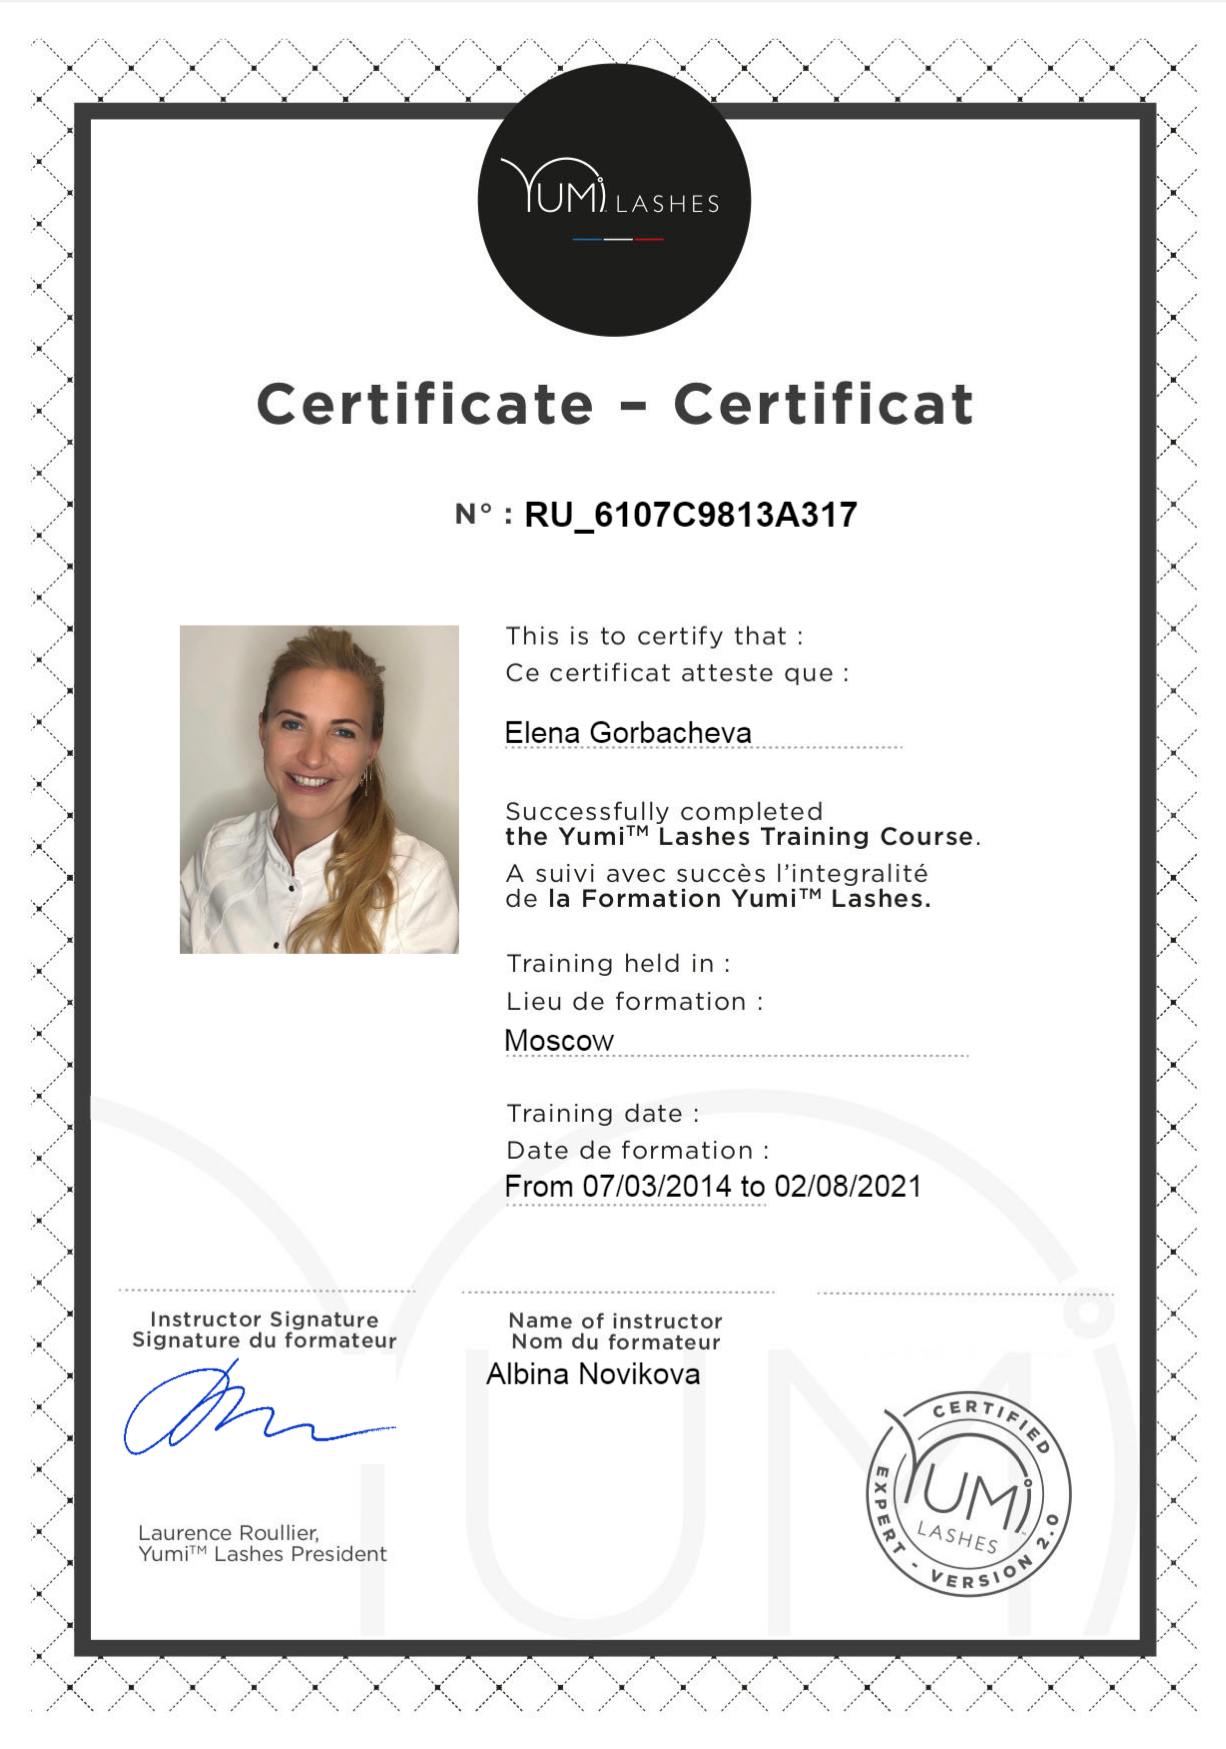 YUMI LASHES
Certificate – Certificat
N° : RU_6107C9813A317
This is to certify that :
Ce certificat atteste que :
Elena Gorbacheva
Successfully completed
the Yumi™ Lashes Training Course.
A suivi avec succès l'integralité
de la Formation Yumi™ Lashes.
Training held in :
Lieu de formation :
Moscow
Training date :
Date de formation :
From 07/03/2014 to 02/08/2021
Instructor Signature
Signature du formateur
Name of instructor
Nom du formateur
Albina Novikova
Laurence Roullier,
Yumi™ Lashes President
CERTIFIED
YUMI
LASHES
EXPERT - VERSION 2.0
YUMI